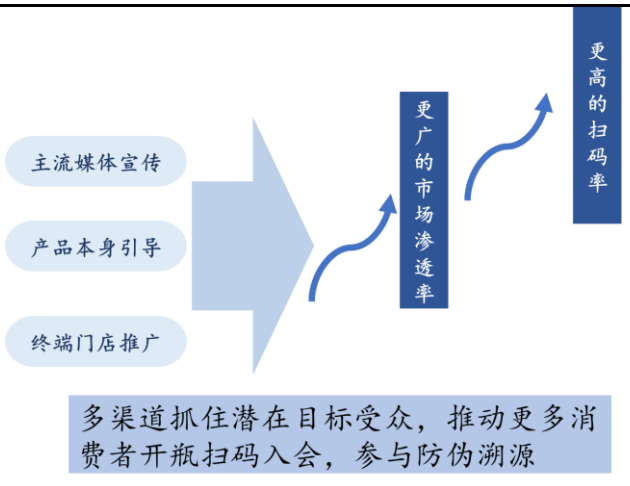 主流媒体宣传
产品本身引导
终端门店推广
更广的市场渗透率
更高的扫码率
多渠道抓住潜在目标受众，推动更多消
费者开瓶扫码入会，参与防伪溯源